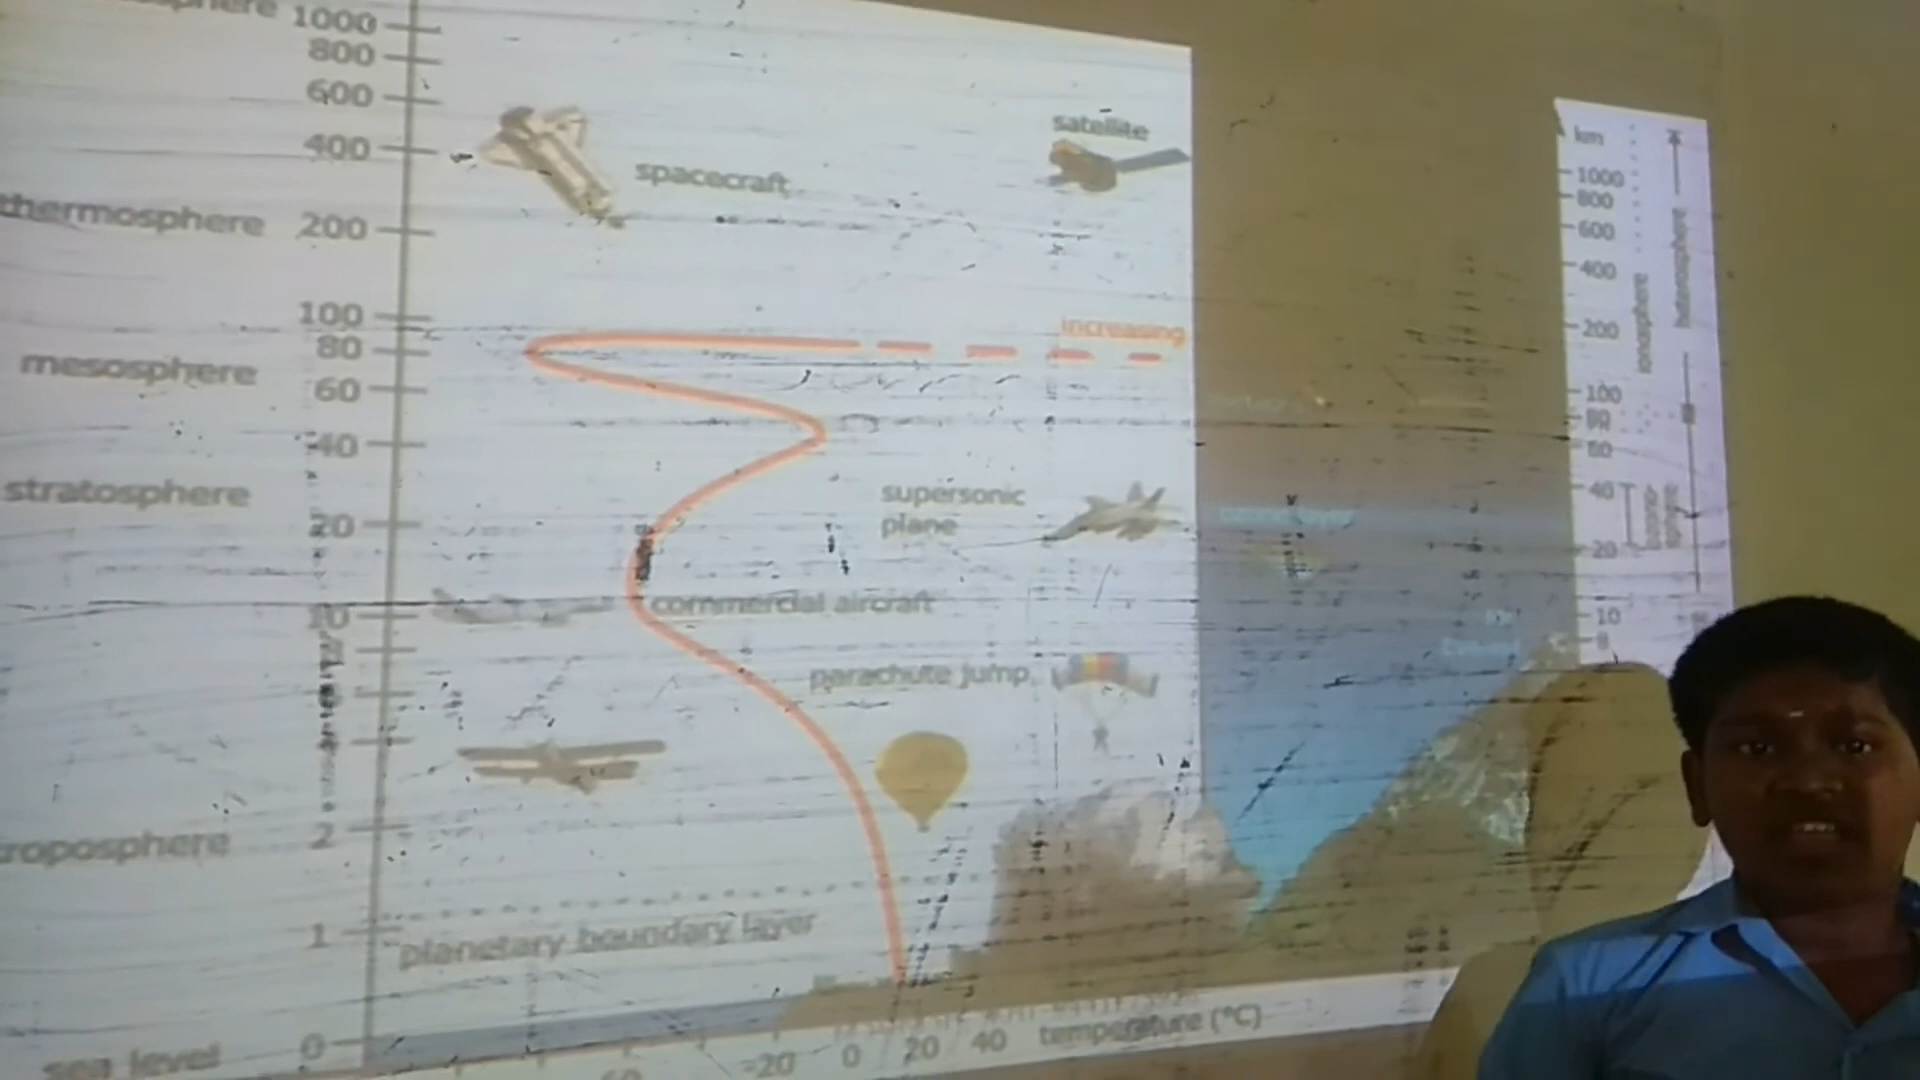 1000
800
600
400
thermosphere 200
100
80
mesosphere
60
40
stratosphere
20
10
2
1
sea level 0
satellite
spacecraft
increasing
supersonic
plane
commercial aircraft
parachute jump
planetary boundary layer
-20 0 20 40 temperature (°C)
km
1000
800
600
400
200
100
80
60
40
20
10
8
ionosphere
heterosphere